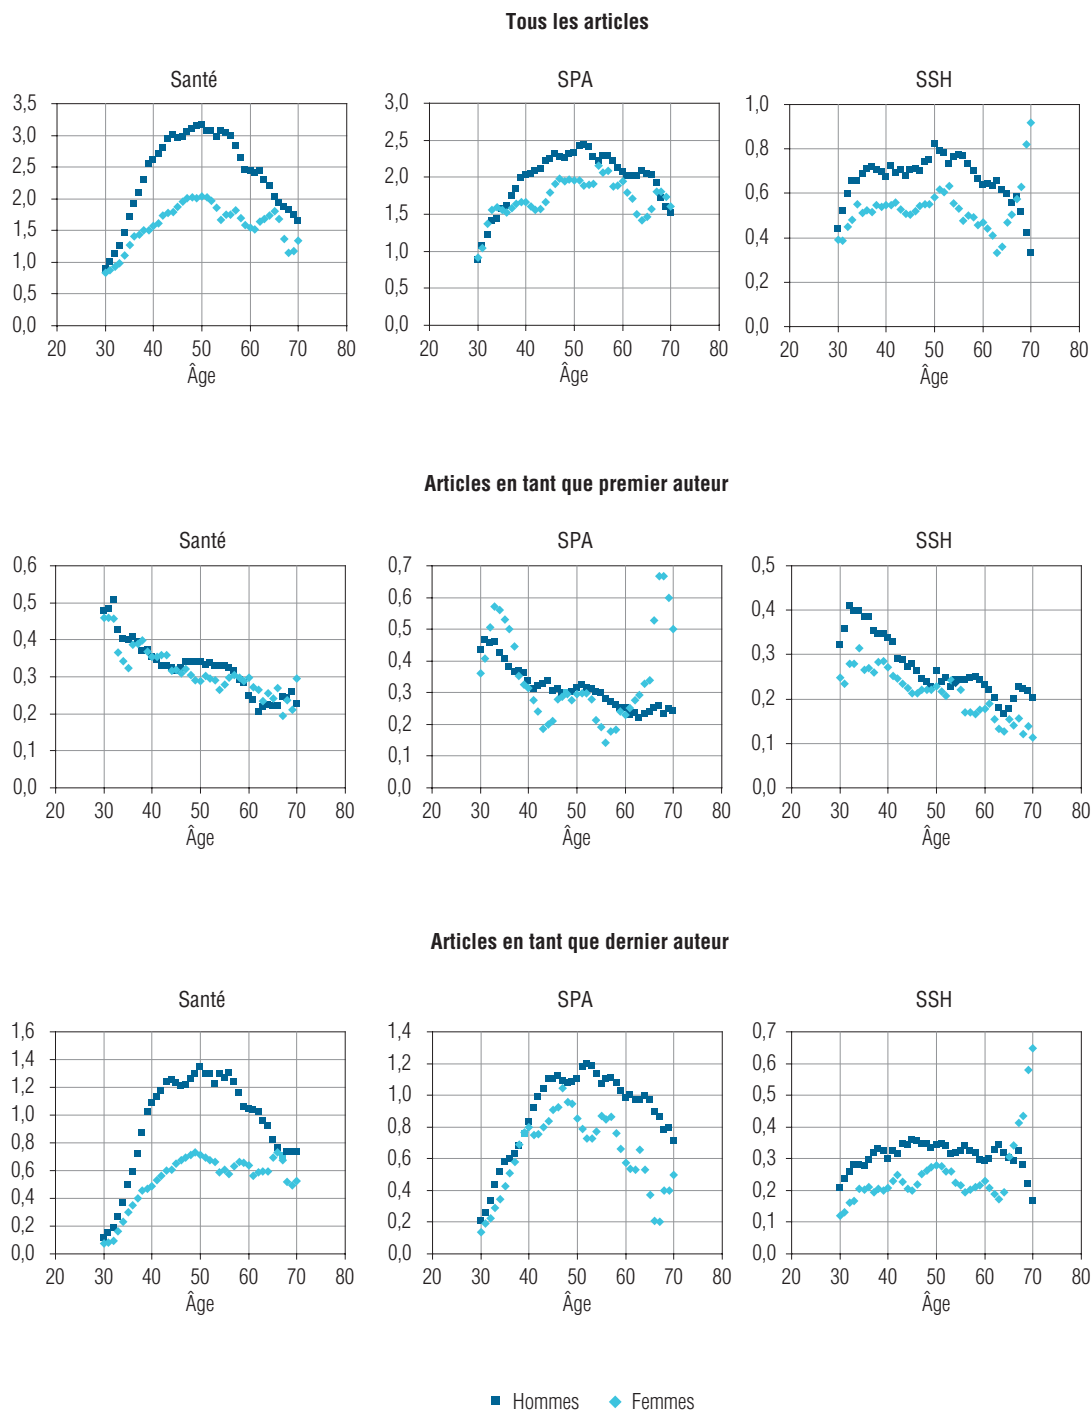 Tous les articles
Santé
SPA
SSH
3,5
3,0
2,5
2,0
1,5
1,0
0,5
0,0
20 30 40 50 60 70 80
Âge
3,0
2,5
2,0
1,5
1,0
0,5
0,0
20 30 40 50 60 70 80
Âge
1,0
0,8
0,6
0,4
0,2
0,0
20 30 40 50 60 70 80
Âge
Articles en tant que premier auteur
Santé
SPA
SSH
0,6
0,5
0,4
0,3
0,2
0,1
0,0
20 30 40 50 60 70 80
Âge
0,7
0,6
0,5
0,4
0,3
0,2
0,1
0,0
20 30 40 50 60 70 80
Âge
0,5
0,4
0,3
0,2
0,1
0,0
20 30 40 50 60 70 80
Âge
Articles en tant que dernier auteur
Santé
SPA
SSH
1,6
1,4
1,2
1,0
0,8
0,6
0,4
0,2
0,0
20 30 40 50 60 70 80
Âge
1,4
1,2
1,0
0,8
0,6
0,4
0,2
0,0
20 30 40 50 60 70 80
Âge
0,7
0,6
0,5
0,4
0,3
0,2
0,1
0,0
20 30 40 50 60 70 80
Âge
Hommes Femmes